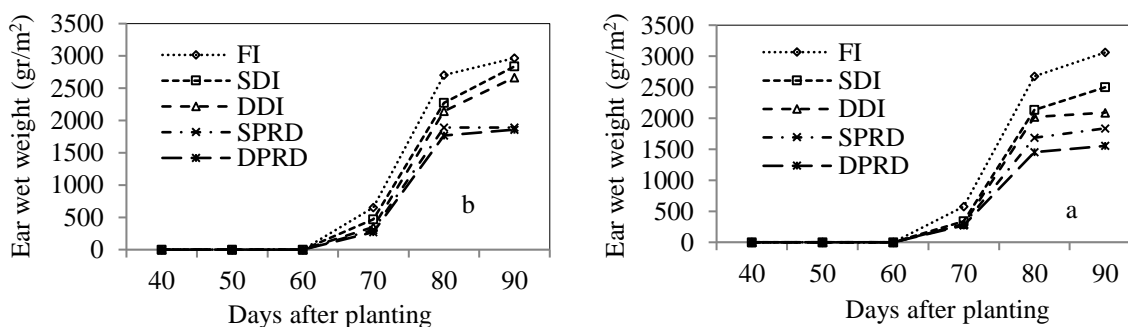 3500
3000
2500
2000
1500
1000
500
0
Ear wet weight (gr/m²)
FI
SDI
DDI
SPRD
DPRD
b
40 50 60 70 80 90
Days after planting
3500
3000
2500
2000
1500
1000
500
0
Ear wet weight (gr/m²)
FI
SDI
DDI
SPRD
DPRD
a
40 50 60 70 80 90
Days after planting